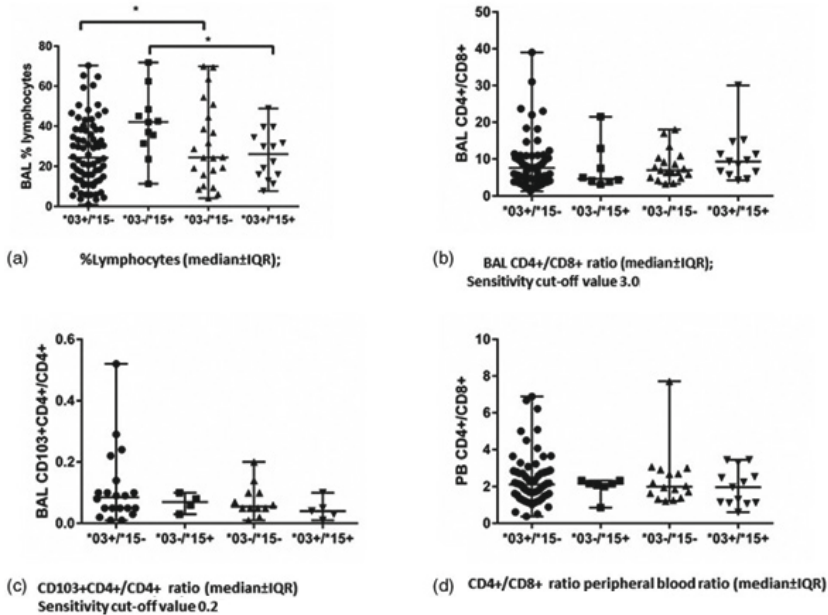 *
*
BAL % lymphocytes
80
60
40
20
0
*03+/*15-
*03-/*15+
*03-/*15-
*03+/*15+
(a)
%Lymphocytes (median±IQR);
BAL CD4+/CD8+
50
40
30
20
10
0
*03+/*15-
*03-/*15+
*03-/*15-
*03+/*15+
(b)
BAL CD4+/CD8+ ratio (median±IQR);
Sensitivity cut-off value 3.0
BAL CD103+CD4+/CD4+
0.6
0.4
0.2
0.0
*03+/*15-
*03-/*15+
*03-/*15-
*03+/*15+
(c)
CD103+CD4+/CD4+ ratio (median±IQR)
Sensitivity cut-off value 0.2
PB CD4+/CD8+
10
8
6
4
2
0
*03+/*15-
*03-/*15+
*03-/*15-
*03+/*15+
(d)
CD4+/CD8+ ratio peripheral blood ratio (median±IQR)